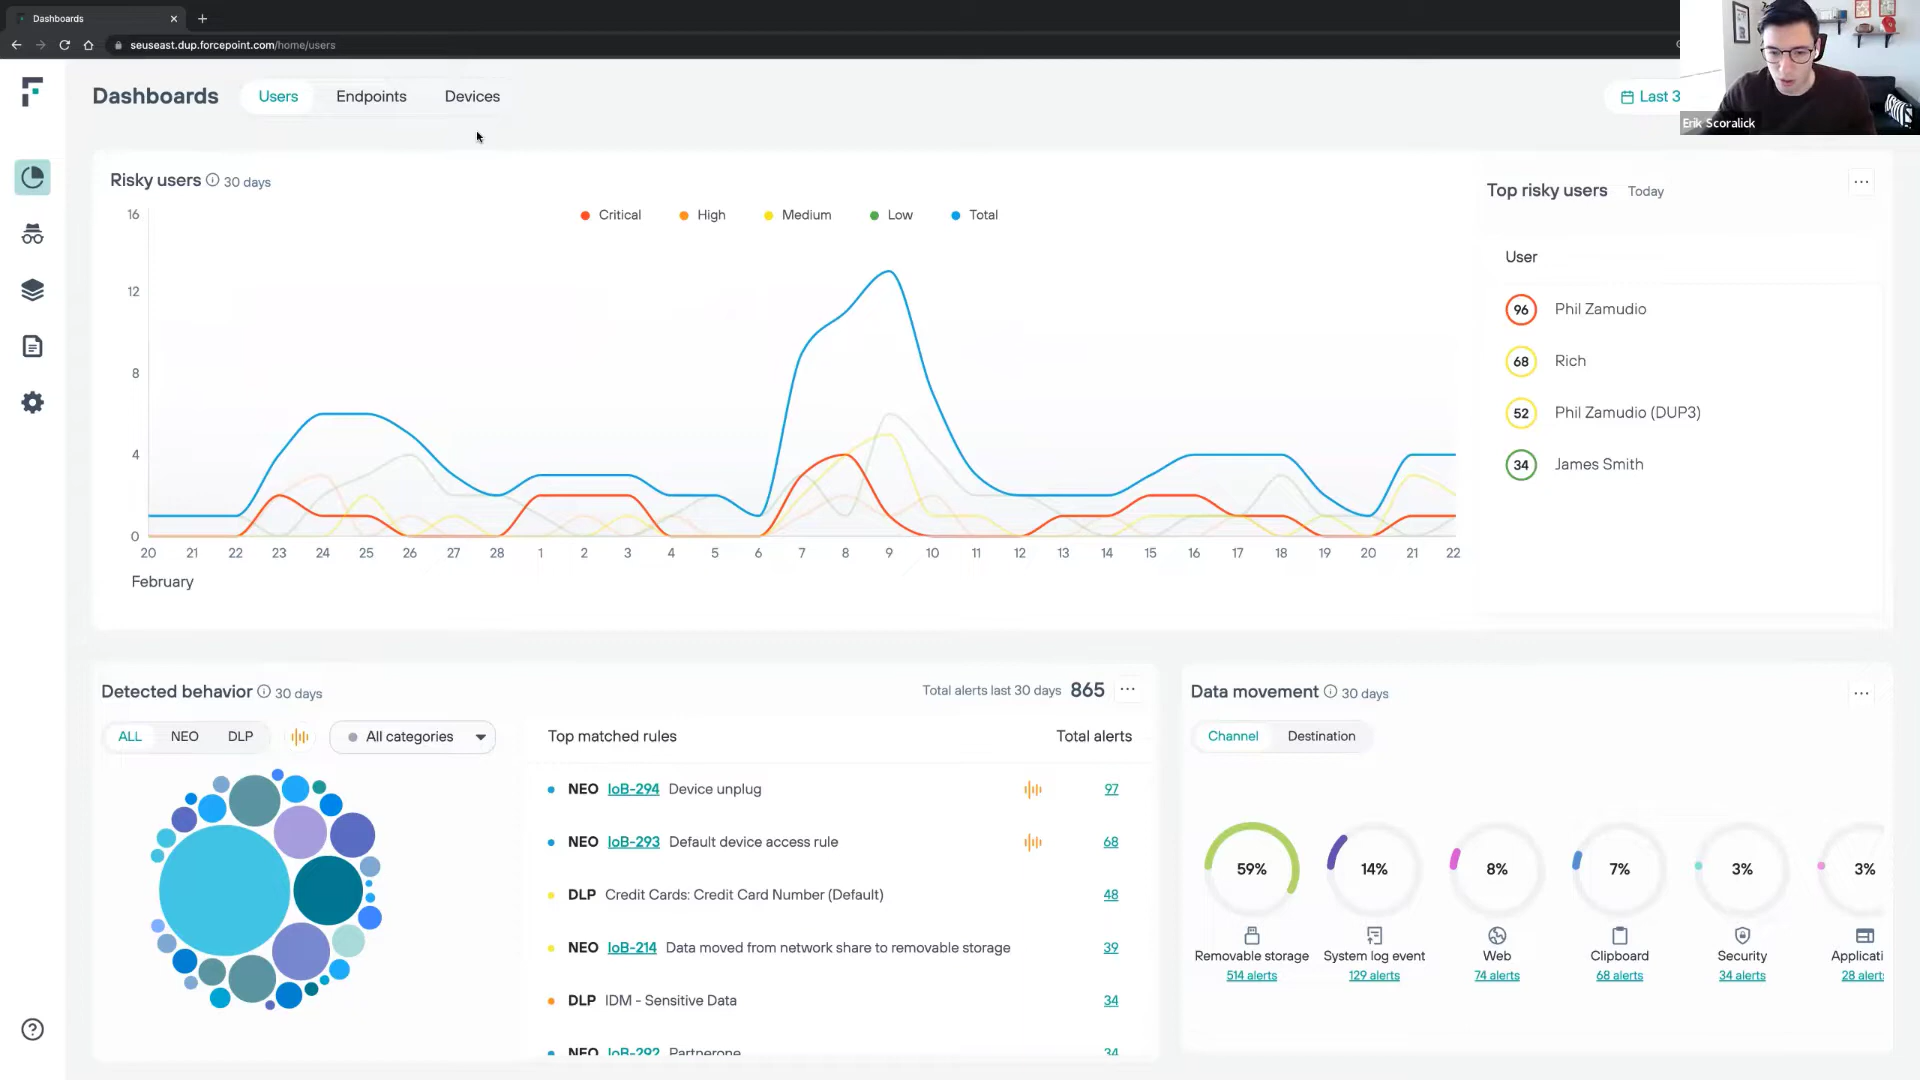 Dashboards
seuseast.dup.forcepoint.com/home/users
Dashboards
Users
Endpoints
Devices
Last 3
Erik Scoralick
Risky users 30 days
Critical
High
Medium
Low
Total
16
12
8
4
0
20 21 22 23 24 25 26 27 28 1 2 3 4 5 6 7 8 9 10 11 12 13 14 15 16 17 18 19 20 21 22
February
Top risky users Today
User
96 Phil Zamudio
68 Rich
52 Phil Zamudio (DUP3)
34 James Smith
Detected behavior 30 days
Total alerts last 30 days 865
ALL NEO DLP
All categories
Top matched rules Total alerts
NEO IoB-294 Device unplug 97
NEO IoB-293 Default device access rule 68
DLP Credit Cards: Credit Card Number (Default) 48
NEO IoB-214 Data moved from network share to removable storage 39
DLP IDM - Sensitive Data 34
NEO IoB-292 Partnerone 34
Data movement 30 days
Channel Destination
59% 14% 8% 7% 3% 3%
Removable storage System log event Web Clipboard Security Applicati
514 alerts 129 alerts 74 alerts 68 alerts 34 alerts 28 alert